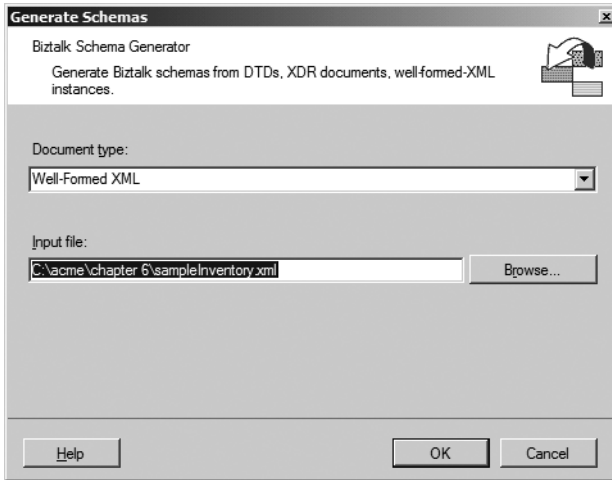 Generate Schemas
Biztalk Schema Generator
Generate Biztalk schemas from DTDs, XDR documents, well-formed-XML
instances.
Document type:
Well-Formed XML
Input file:
C:\acme\chapter 6\sampleInventory.xml
Browse...
Help
OK
Cancel